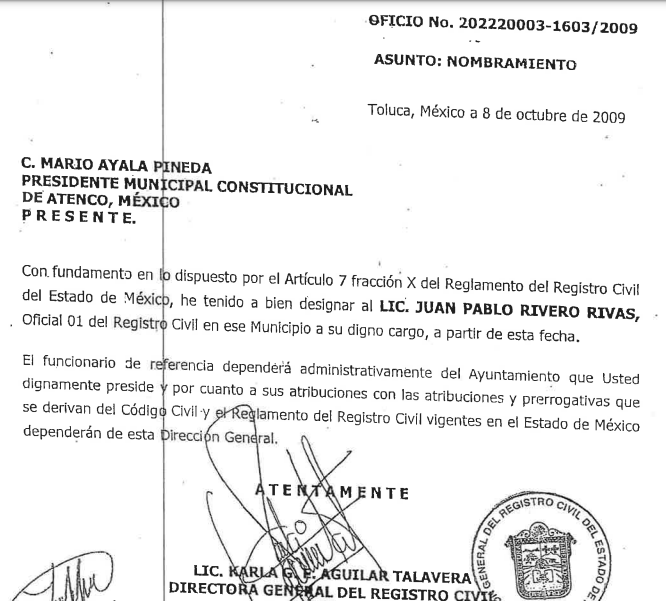 OFICIO No. 202220003-1603/2009
ASUNTO: NOMBRAMIENTO
Toluca, México a 8 de octubre de 2009
C. MARIO AYALA PINEDA
PRESIDENTE MUNICIPAL CONSTITUCIONAL
DE ATENCO, MÉXICO
P R E S E N T E.
Con fundamento en lo dispuesto por el Artículo 7 fracción X del Reglamento del Registro Civil
del Estado de México, he tenido a bien designar al LIC. JUAN PABLO RIVERO RIVAS,
Oficial 01 del Registro Civil en ese Municipio a su digno cargo, a partir de esta fecha.
El funcionario de referencia dependerá administrativamente del Ayuntamiento que Usted
dignamente preside y por cuanto a sus atribuciones con las atribuciones y prerrogativas que
se derivan del Código Civil y el Reglamento del Registro Civil vigentes en el Estado de México
dependerán de esta Dirección General.
A T E N T A M E N T E
LIC. KARLA AGUILAR TALAVERA
DIRECTORA GENERAL DEL REGISTRO CIVIL
GENERAL DEL REGISTRO CIVIL DEL ESTADO DE